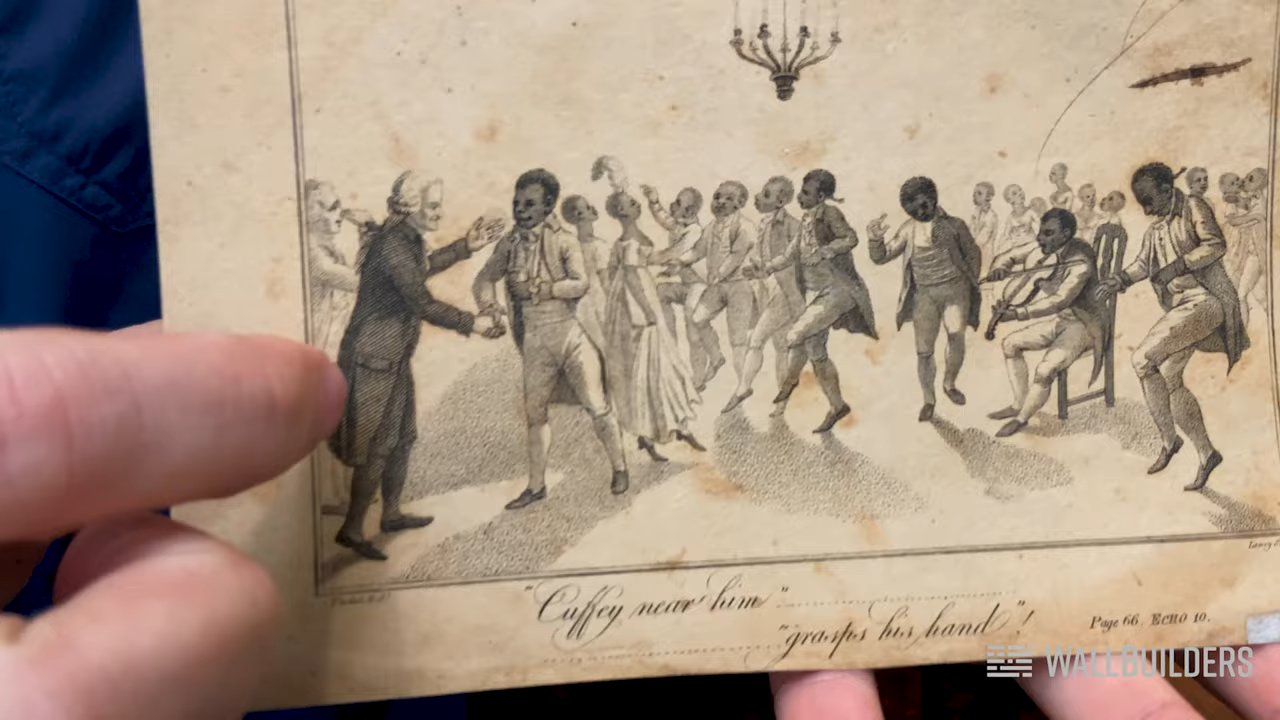 "Cuffey near him"
"grasps his hand"!
Page 66. ECHO 10.
WALLBUILDERS